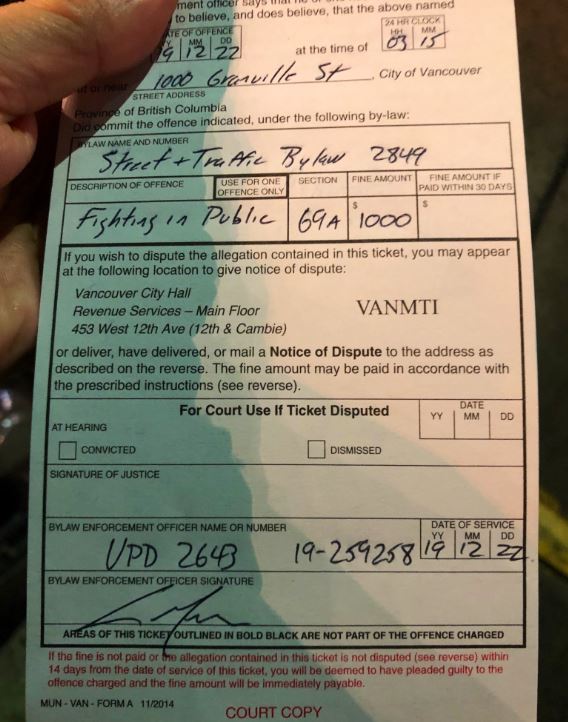 ment officer says that
to believe, and does believe, that the above named
DATE OF OFFENCE
MM DD
19 12 22
at the time of
24 HR CLOCK
HH MM
03 15
at or near 1000 Granville St, City of Vancouver
STREET ADDRESS
Province of British Columbia
Did commit the offence indicated, under the following by-law:
BYLAW NAME AND NUMBER
Street + Traffic Bylaw 2849
DESCRIPTION OF OFFENCE
USE FOR ONE OFFENCE ONLY
SECTION
FINE AMOUNT
FINE AMOUNT IF PAID WITHIN 30 DAYS
Fighting in Public
69A
$ 1000
$
If you wish to dispute the allegation contained in this ticket, you may appear
at the following location to give notice of dispute:
Vancouver City Hall
Revenue Services – Main Floor
453 West 12th Ave (12th & Cambie)
VANMTI
or deliver, have delivered, or mail a Notice of Dispute to the address as
described on the reverse. The fine amount may be paid in accordance with
the prescribed instructions (see reverse).
For Court Use If Ticket Disputed
DATE
YY MM DD
AT HEARING
CONVICTED
DISMISSED
SIGNATURE OF JUSTICE
BYLAW ENFORCEMENT OFFICER NAME OR NUMBER
DATE OF SERVICE
YY MM DD
VPD 2643 19-259258 19 12 22
BYLAW ENFORCEMENT OFFICER SIGNATURE
AREAS OF THIS TICKET OUTLINED IN BOLD BLACK ARE NOT PART OF THE OFFENCE CHARGED
If the fine is not paid or the allegation contained in this ticket is not disputed (see reverse) within
14 days from the date of service of this ticket, you will be deemed to have pleaded guilty to the
offence charged and the fine amount will be immediately payable.
MUN - VAN - FORM A 11/2014
COURT COPY